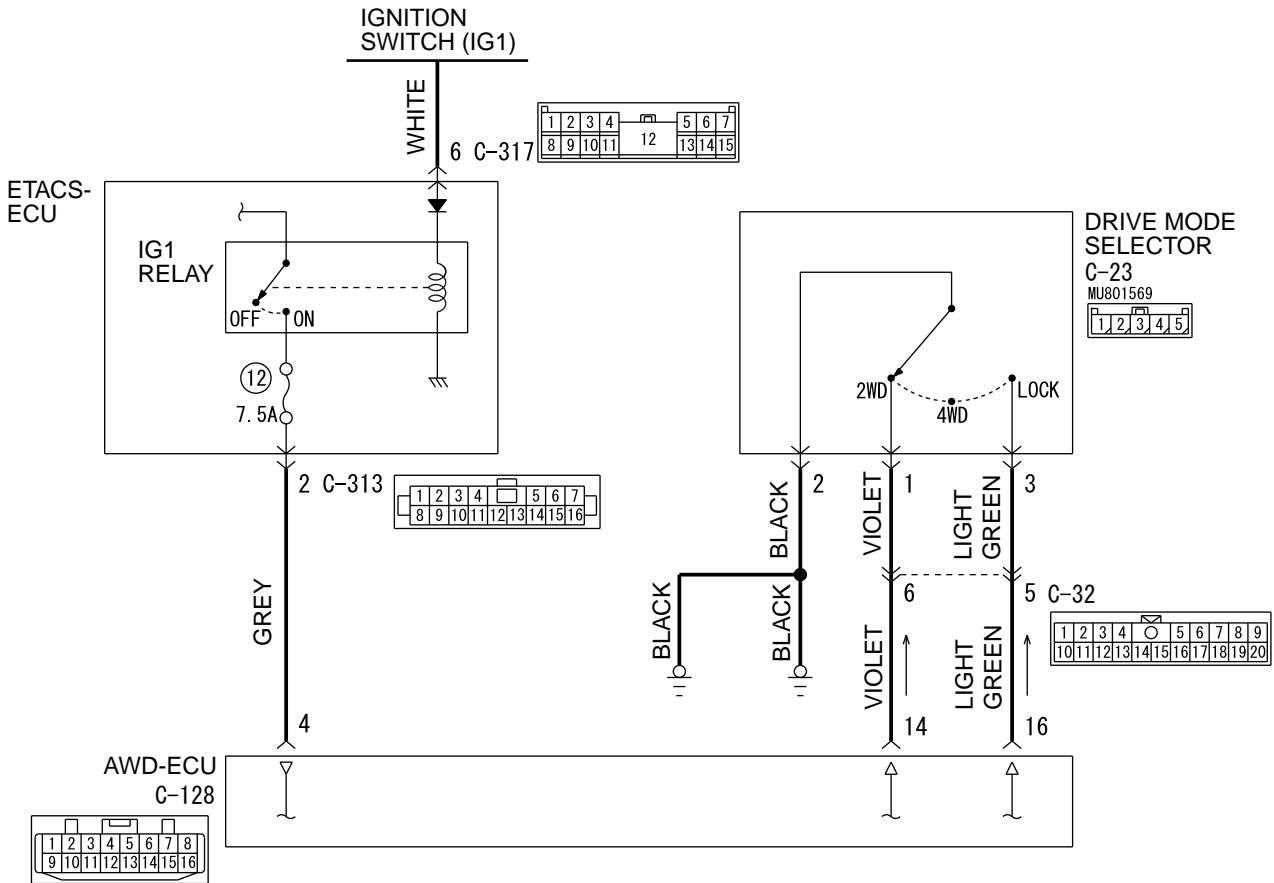 IGNITION
SWITCH (IG1)
WHITE
6 C-317
1 2 3 4 5 6 7
12
8 9 10 11 13 14 15
ETACS-
ECU
IG1
RELAY
OFF ON
12
7.5A
2 C-313
1 2 3 4 5 6 7
8 9 10 11 12 13 14 15 16
GREY
4
DRIVE MODE
SELECTOR
C-23
MU801569
1 2 3 4 5
2WD
4WD
LOCK
2 1 3
BLACK
VIOLET
LIGHT
GREEN
6 5 C-32
1 2 3 4 5 6 7 8 9
10 11 12 13 14 15 16 17 18 19 20
BLACK
BLACK
VIOLET
LIGHT
GREEN
14 16
AWD-ECU
C-128
1 2 3 4 5 6 7 8
9 10 11 12 13 14 15 16